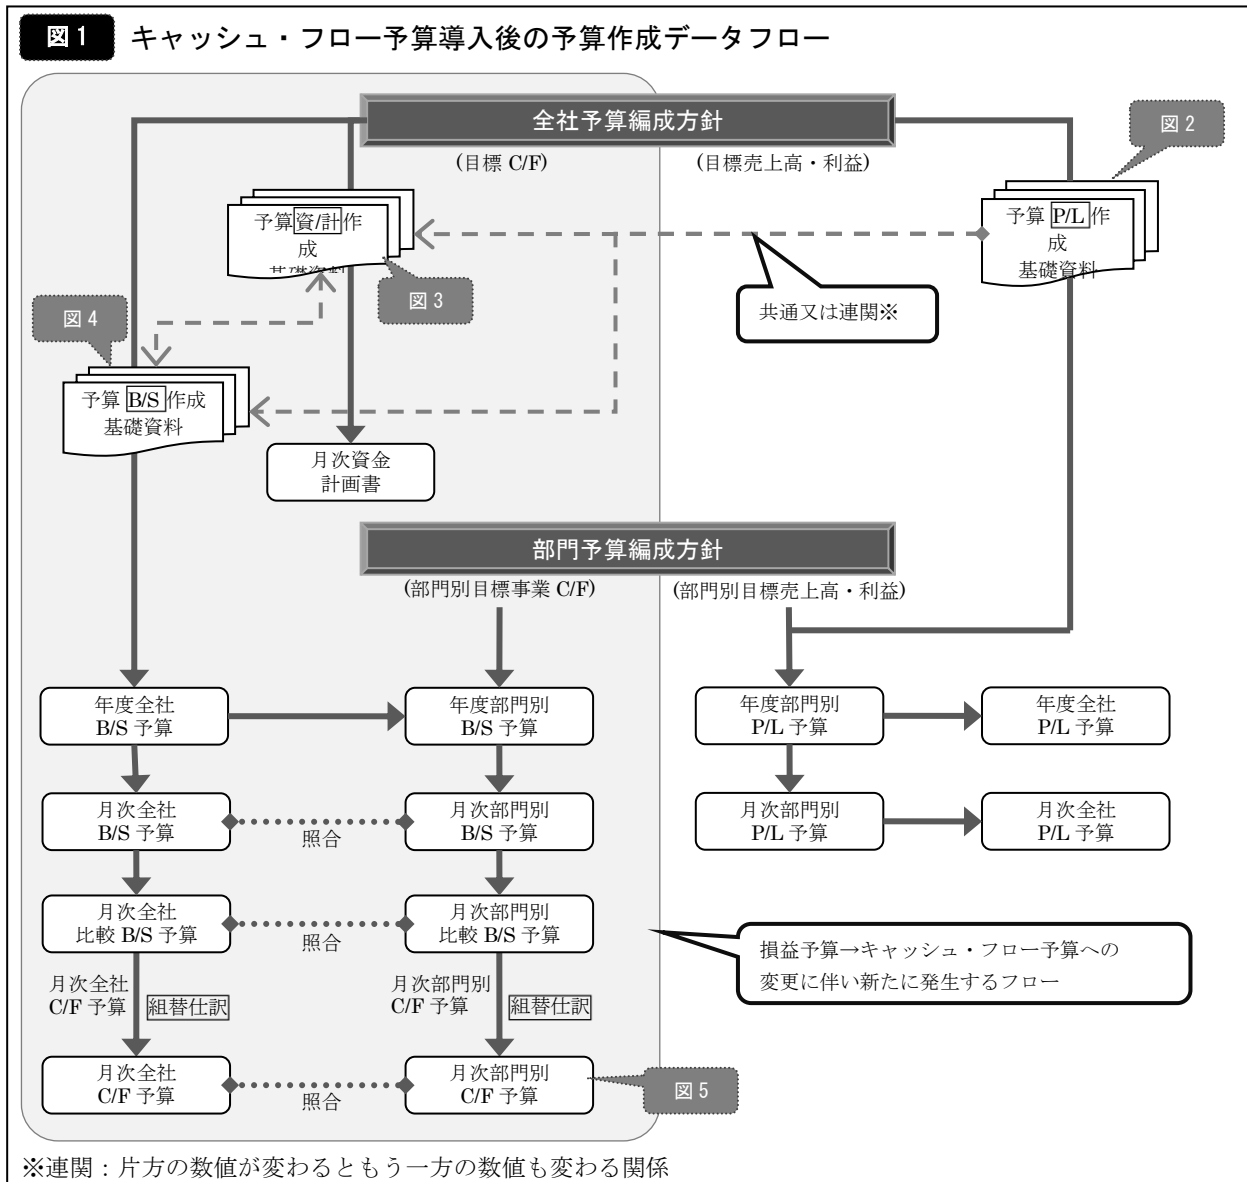 図1 キャッシュ・フロー予算導入後の予算作成データフロー
全社予算編成方針
図2
(目標 C/F)
(目標売上高・利益)
予算資/計作
成
基礎資料
予算 P/L 作
成
基礎資料
図3
共通又は連関※
図4
予算 B/S 作成
基礎資料
月次資金
計画書
部門予算編成方針
(部門別目標事業 C/F)
(部門別目標売上高・利益)
年度全社
B/S 予算
年度部門別
B/S 予算
年度部門別
P/L 予算
年度全社
P/L 予算
月次全社
B/S 予算
照合
月次部門別
B/S 予算
月次部門別
P/L 予算
月次全社
P/L 予算
月次全社
比較 B/S 予算
照合
月次部門別
比較 B/S 予算
損益予算→キャッシュ・フロー予算への
変更に伴い新たに発生するフロー
月次全社
C/F 予算
組替仕訳
月次部門別
C/F 予算
組替仕訳
月次全社
C/F 予算
照合
月次部門別
C/F 予算
図5
※連関：片方の数値が変わるともう一方の数値も変わる関係